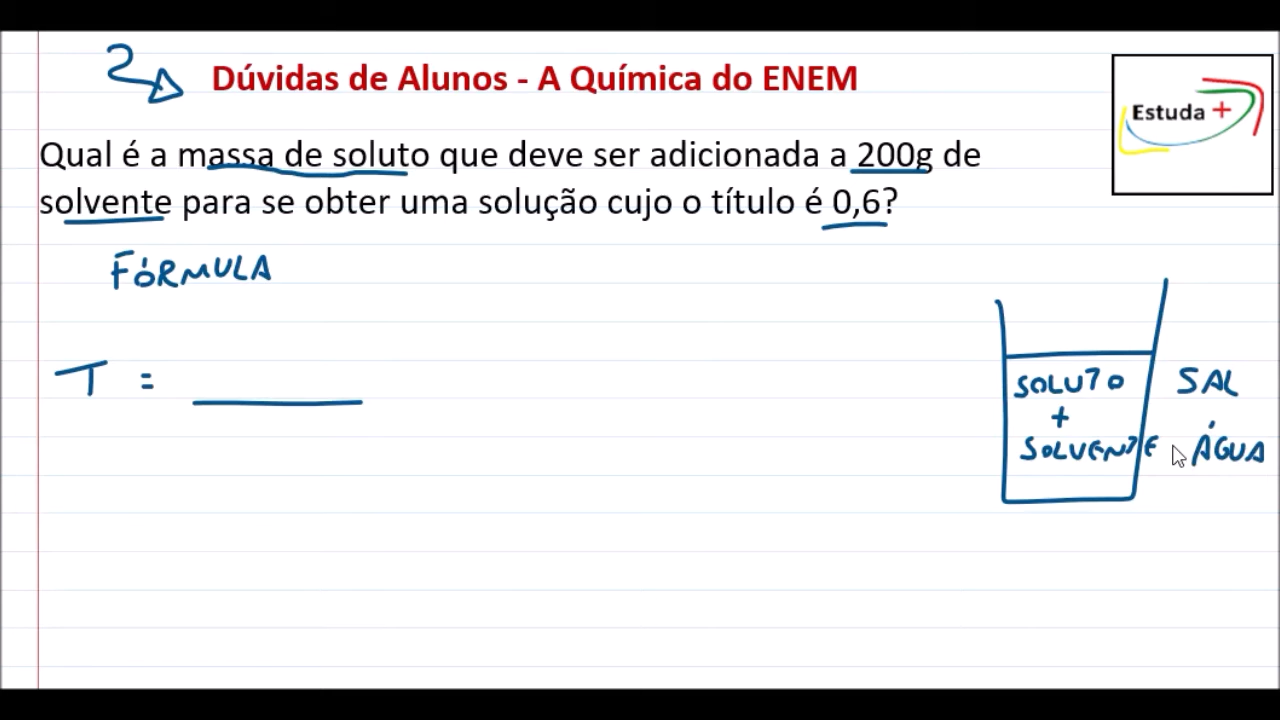 Dúvidas de Alunos - A Química do ENEM
Estuda +
Qual é a massa de soluto que deve ser adicionada a 200g de
solvente para se obter uma solução cujo o título é 0,6?
FÓRMULA
T =
SOLUTO
+
SOLVENTE
SAL
ÁGUA